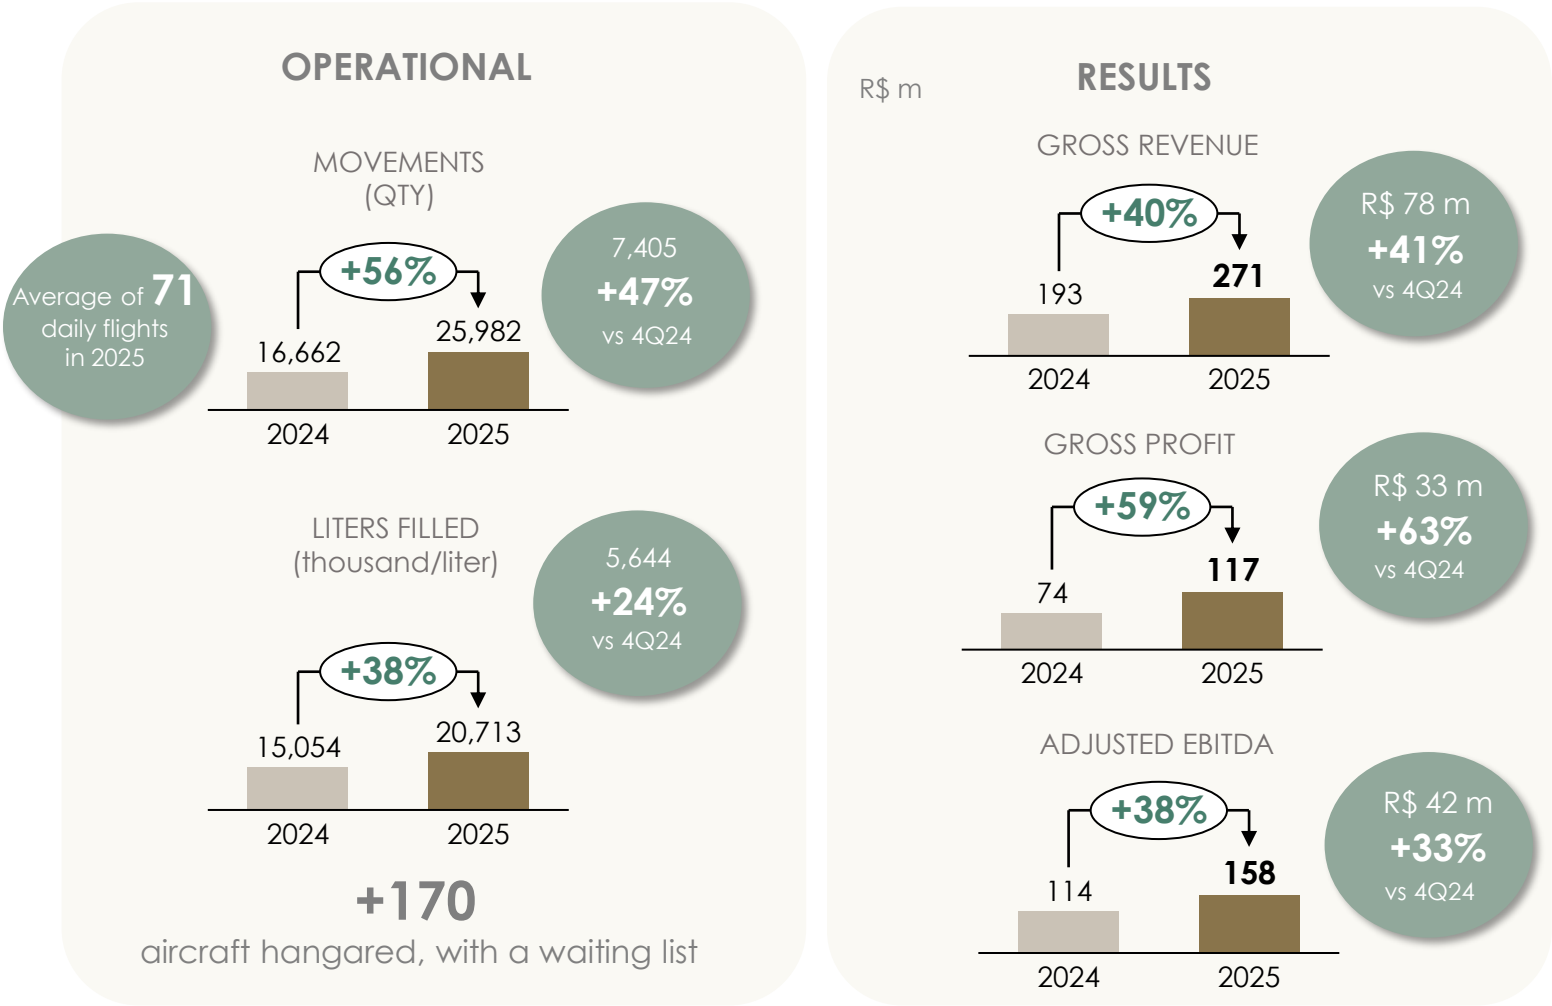 OPERATIONAL
MOVEMENTS
(QTY)
+56%
16,662
25,982
2024
2025
Average of 71
daily flights
in 2025
7,405
+47%
vs 4Q24
LITERS FILLED
(thousand/liter)
+38%
15,054
20,713
2024
2025
5,644
+24%
vs 4Q24
+170
aircraft hangared, with a waiting list
R$ m
RESULTS
GROSS REVENUE
+40%
193
271
2024
2025
R$ 78 m
+41%
vs 4Q24
GROSS PROFIT
+59%
74
117
2024
2025
R$ 33 m
+63%
vs 4Q24
ADJUSTED EBITDA
+38%
114
158
2024
2025
R$ 42 m
+33%
vs 4Q24